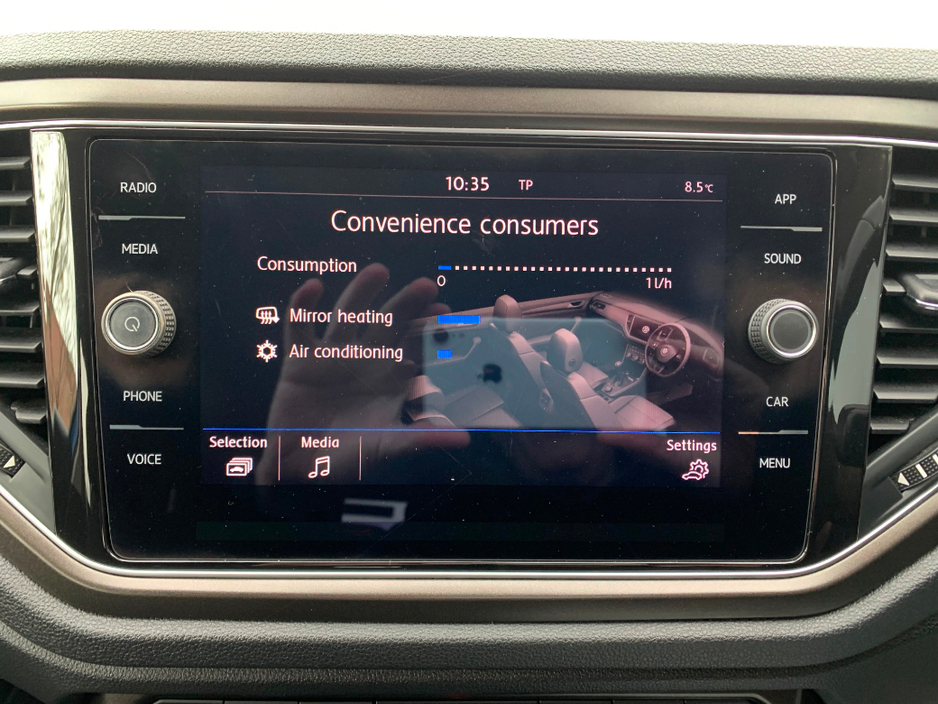 RADIO
MEDIA
PHONE
VOICE
10:35 TP 8.5°C
Convenience consumers
Consumption
0 1 l/h
Mirror heating
Air conditioning
Selection Media Settings
APP
SOUND
CAR
MENU